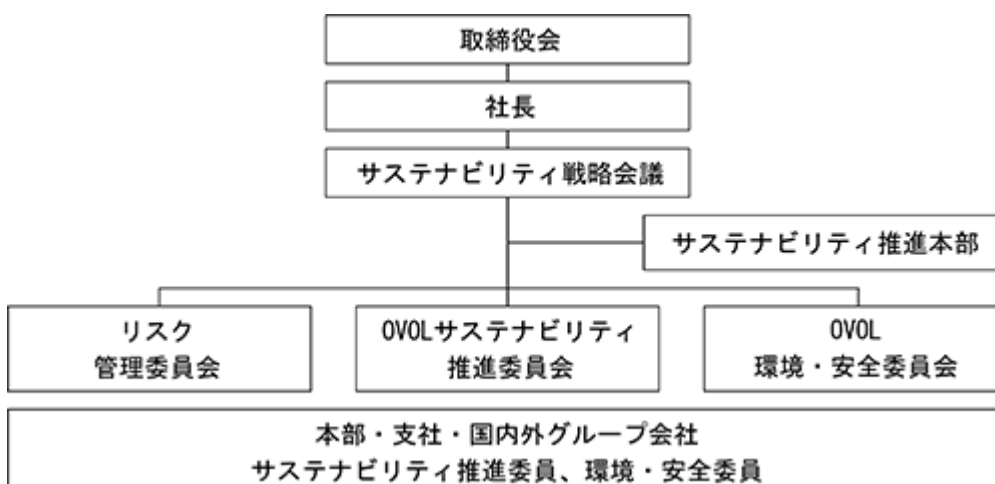 取締役会
社長
サステナビリティ戦略会議
サステナビリティ推進本部
リスク
管理委員会
OVOLサステナビリティ
推進委員会
OVOL
環境・安全委員会
本部・支社・国内外グループ会社
サステナビリティ推進委員、環境・安全委員